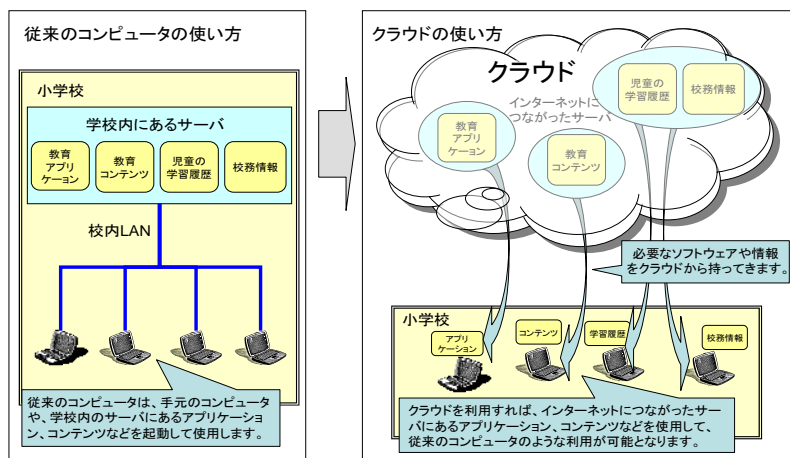 従来のコンピュータの使い方
小学校
学校内にあるサーバ
教育
アプリ
ケーション
教育
コンテンツ
児童の
学習履歴
校務情報
校内LAN
従来のコンピュータは、手元のコンピュータ
や、学校内のサーバにあるアプリケーショ
ン、コンテンツなどを起動して使用します。
クラウドの使い方
クラウド
インターネットに
つながったサーバ
教育
アプリ
ケーション
教育
コンテンツ
児童の
学習履歴
校務情報
必要なソフトウェアや情報
をクラウドから持ってきます。
小学校
アプリ
ケーション
コンテンツ
学習履歴
校務情報
クラウドを利用すれば、インターネットにつながったサー
バにあるアプリケーション、コンテンツなどを使用して、
従来のコンピュータのような利用が可能となります。